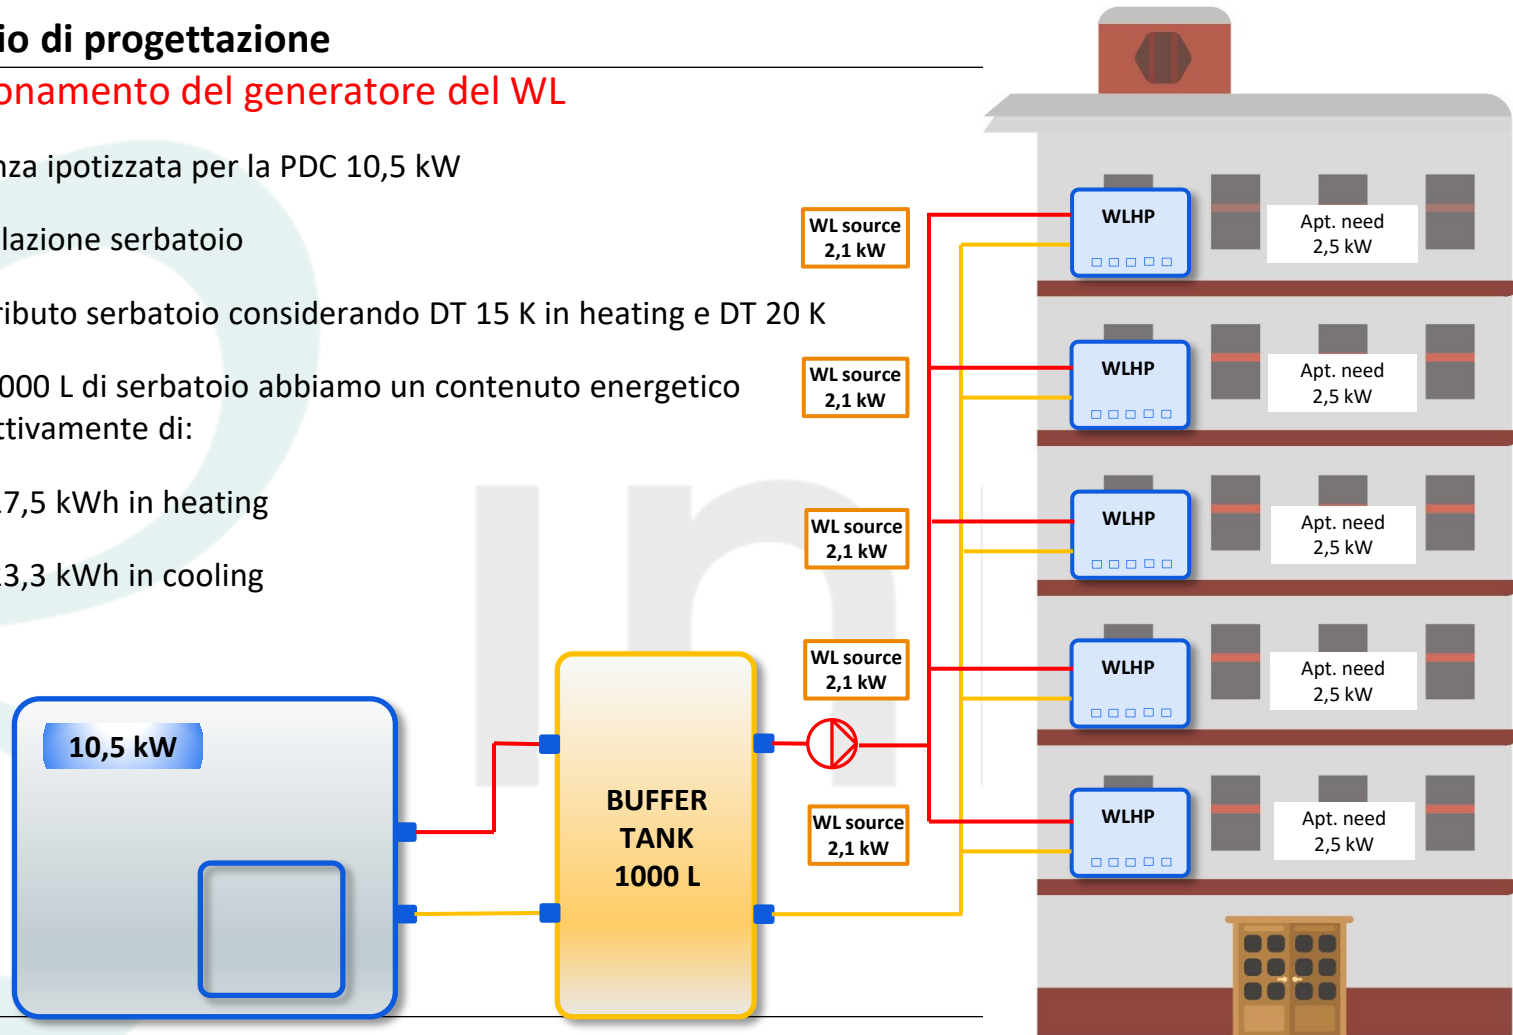 io di progettazione
onamento del generatore del WL
nza ipotizzata per la PDC 10,5 kW
lazione serbatoio
ributo serbatoio considerando DT 15 K in heating e DT 20 K
000 L di serbatoio abbiamo un contenuto energetico
ttivamente di:
17,5 kWh in heating
23,3 kWh in cooling
10,5 kW
BUFFER
TANK
1000 L
WL source
2,1 kW
WLHP
Apt. need
2,5 kW
WL source
2,1 kW
WLHP
Apt. need
2,5 kW
WL source
2,1 kW
WLHP
Apt. need
2,5 kW
WL source
2,1 kW
WLHP
Apt. need
2,5 kW
WL source
2,1 kW
WLHP
Apt. need
2,5 kW